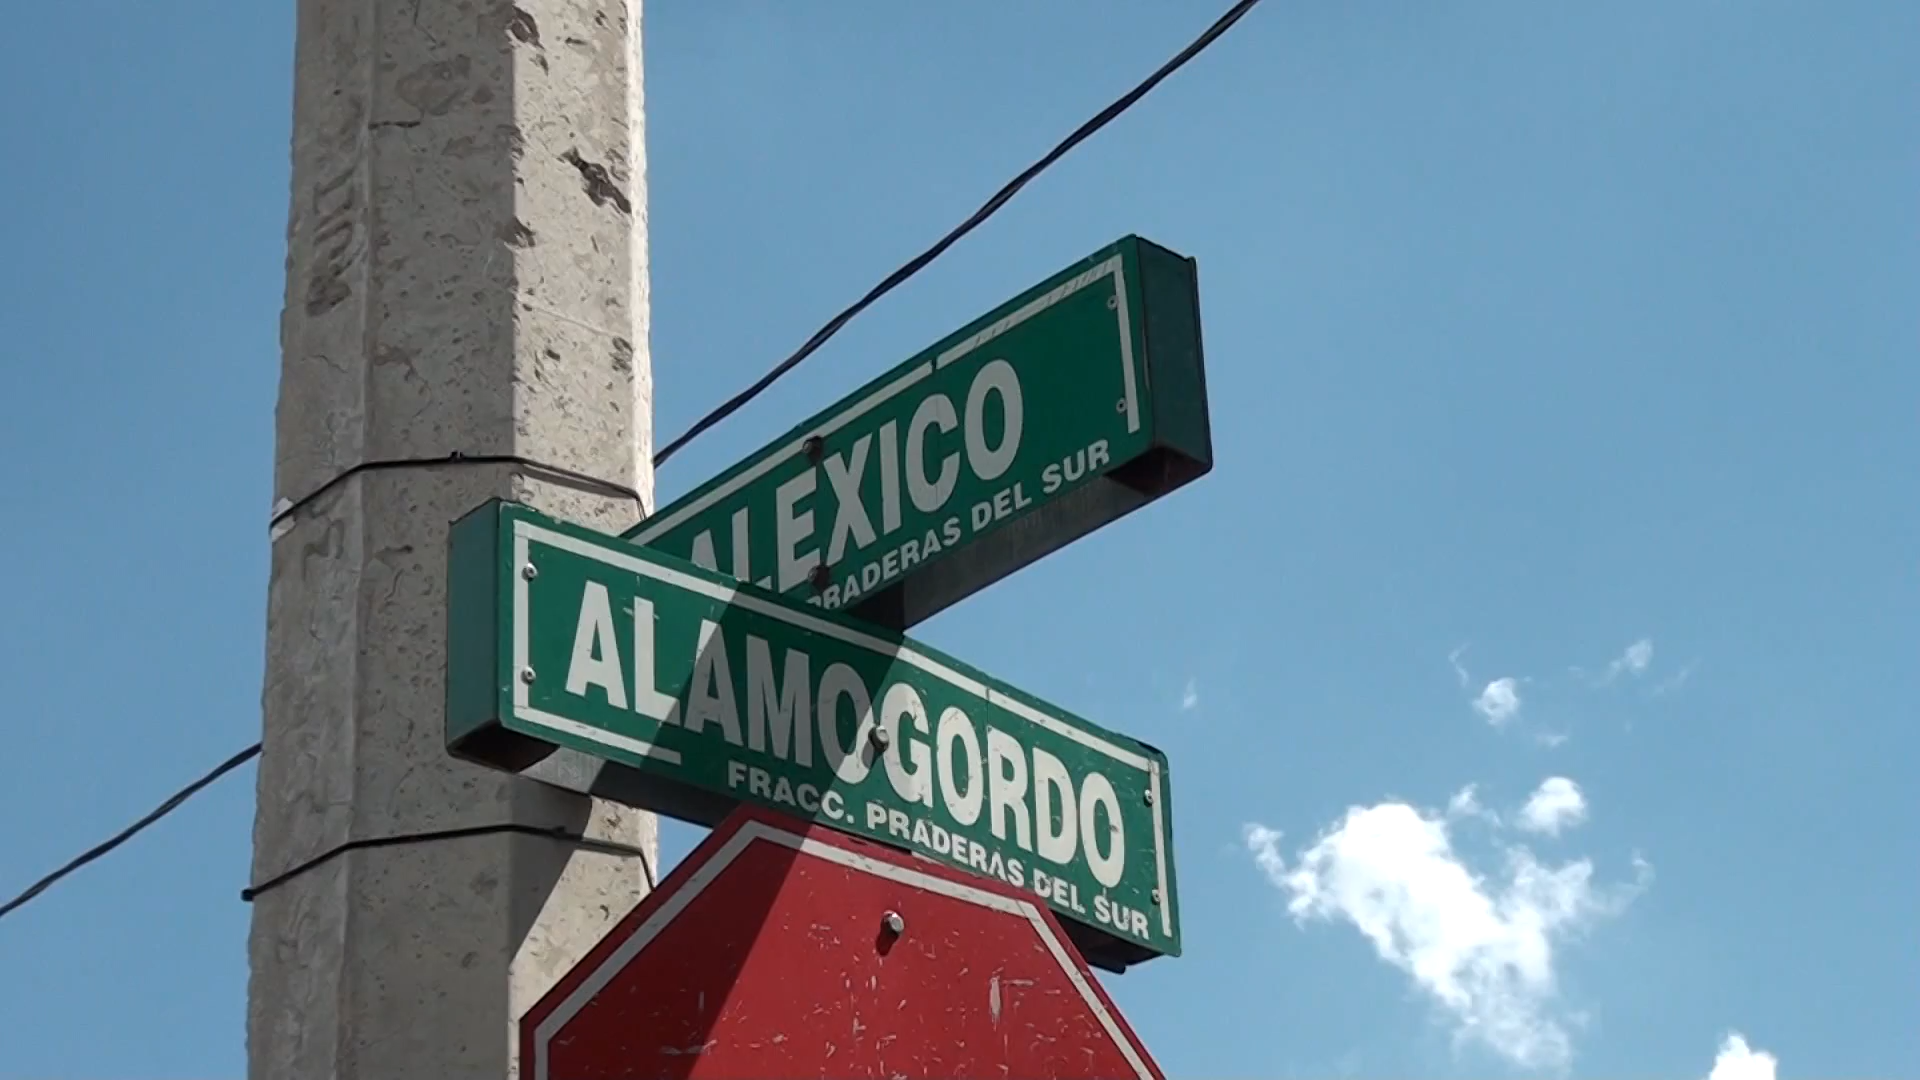 ALEXICO
PRADERAS DEL SUR
ALAMOGORDO
FRACC. PRADERAS DEL SUR